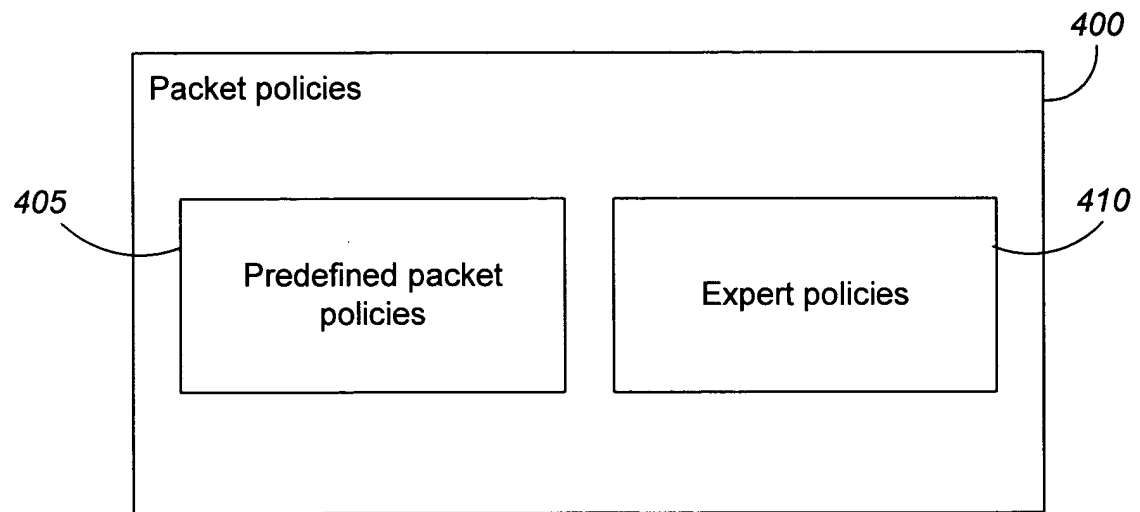 400
Packet policies
405
410
Predefined packet
policies
Expert policies